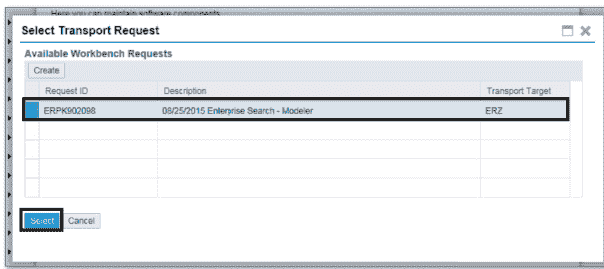 Here you can maintain software components
Select Transport Request
Available Workbench Requests
Create
Request ID Description Transport Target
ERPK902098 08/25/2015 Enterprise Search - Modeler ERZ
Select Cancel